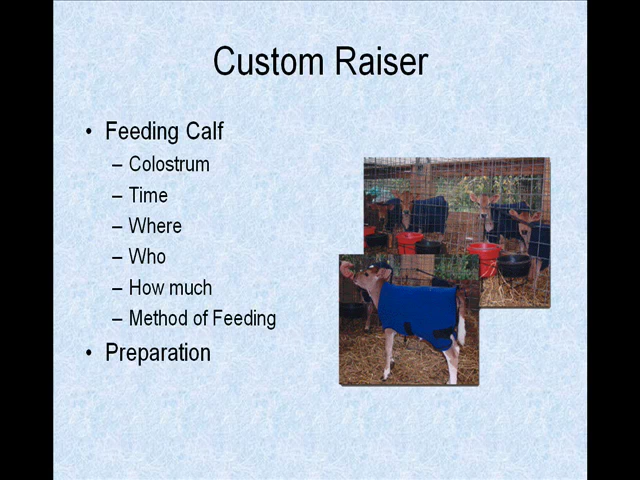 Custom Raiser
• Feeding Calf
– Colostrum
– Time
– Where
– Who
– How much
– Method of Feeding
• Preparation